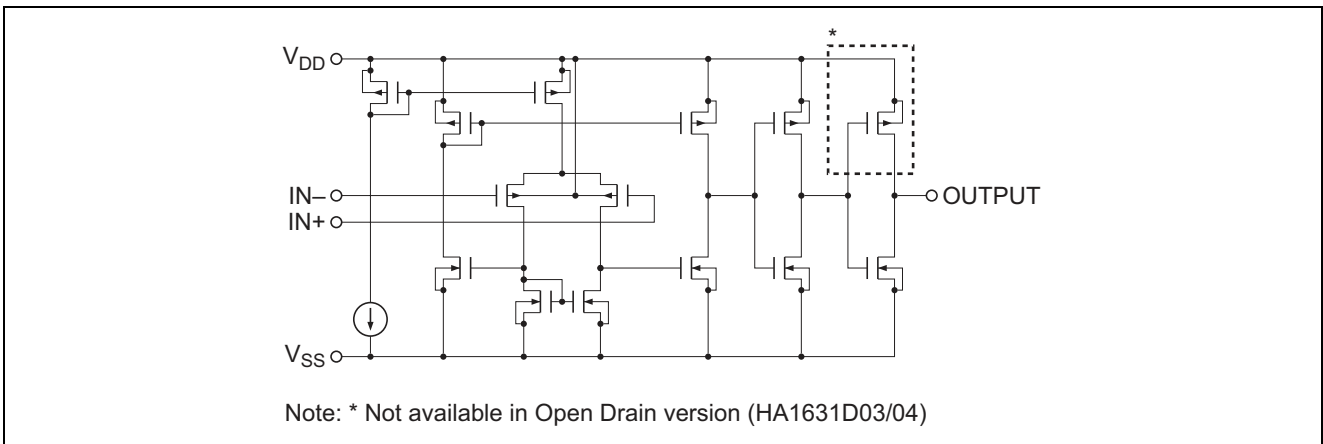 *
VDD
IN–
OUTPUT
IN+
VSS
Note: * Not available in Open Drain version (HA1631D03/04)